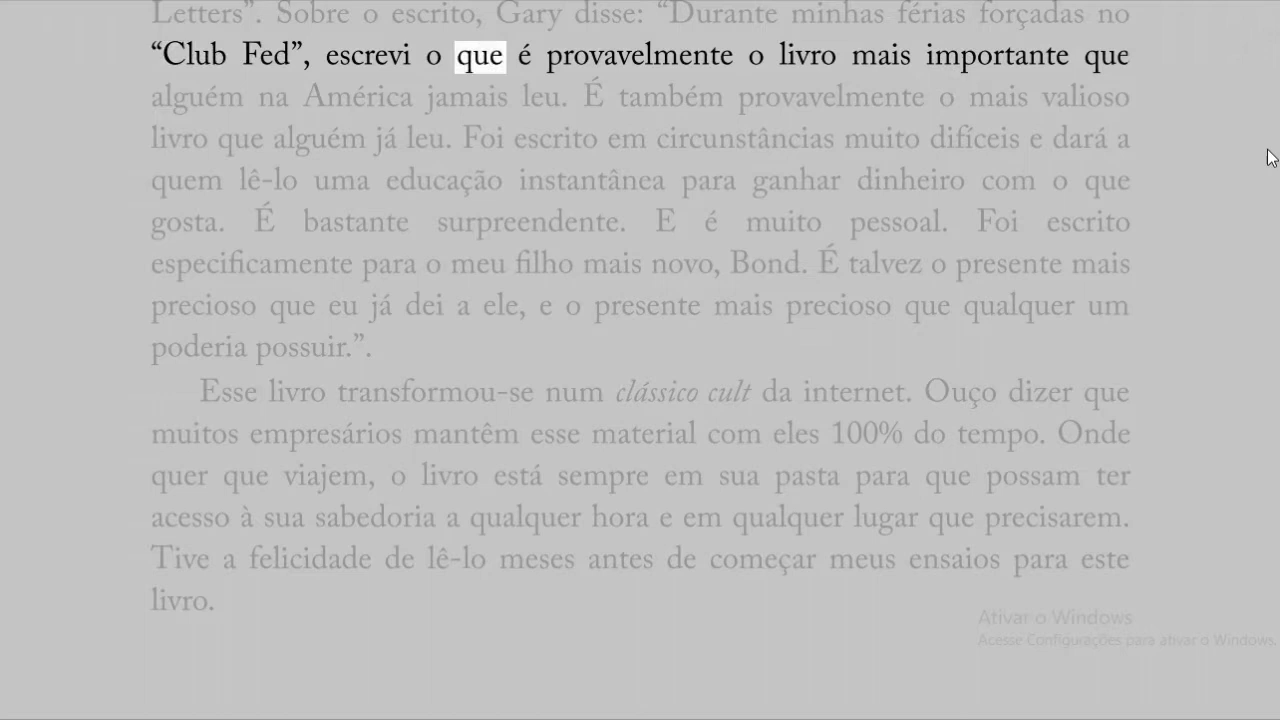 Letters”. Sobre o escrito, Gary disse: “Durante minhas férias forçadas no
“Club Fed”, escrevi o que é provavelmente o livro mais importante que
alguém na América jamais leu. É também provavelmente o mais valioso
livro que alguém já leu. Foi escrito em circunstâncias muito difíceis e dará a
quem lê-lo uma educação instantânea para ganhar dinheiro com o que
gosta. É bastante surpreendente. E é muito pessoal. Foi escrito
especificamente para o meu filho mais novo, Bond. É talvez o presente mais
precioso que eu já dei a ele, e o presente mais precioso que qualquer um
poderia possuir.”.
Esse livro transformou-se num clássico cult da internet. Ouço dizer que
muitos empresários mantêm esse material com eles 100% do tempo. Onde
quer que viajem, o livro está sempre em sua pasta para que possam ter
acesso à sua sabedoria a qualquer hora e em qualquer lugar que precisarem.
Tive a felicidade de lê-lo meses antes de começar meus ensaios para este
livro.
Ativar o Windows
Acesse Configurações para ativar o Windows.